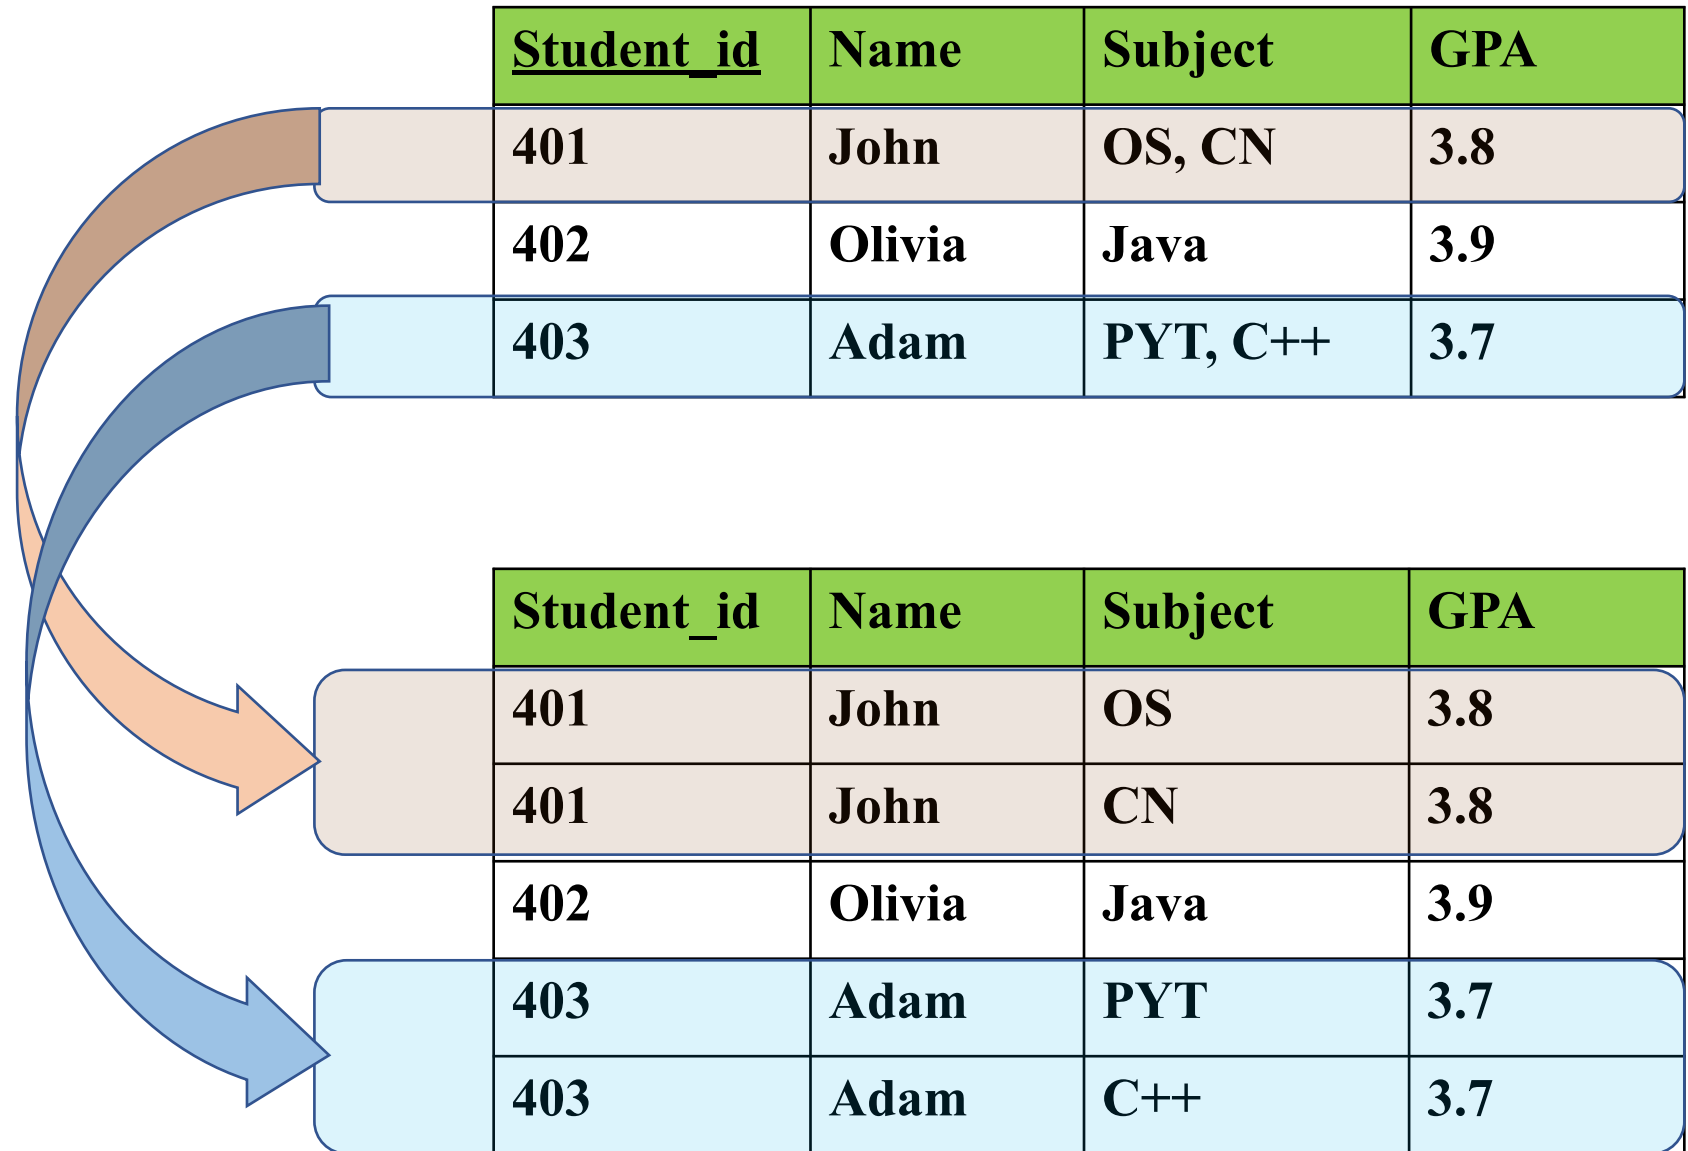 Student_id Name Subject GPA
401 John OS, CN 3.8
402 Olivia Java 3.9
403 Adam PYT, C++ 3.7
Student_id Name Subject GPA
401 John OS 3.8
401 John CN 3.8
402 Olivia Java 3.9
403 Adam PYT 3.7
403 Adam C++ 3.7